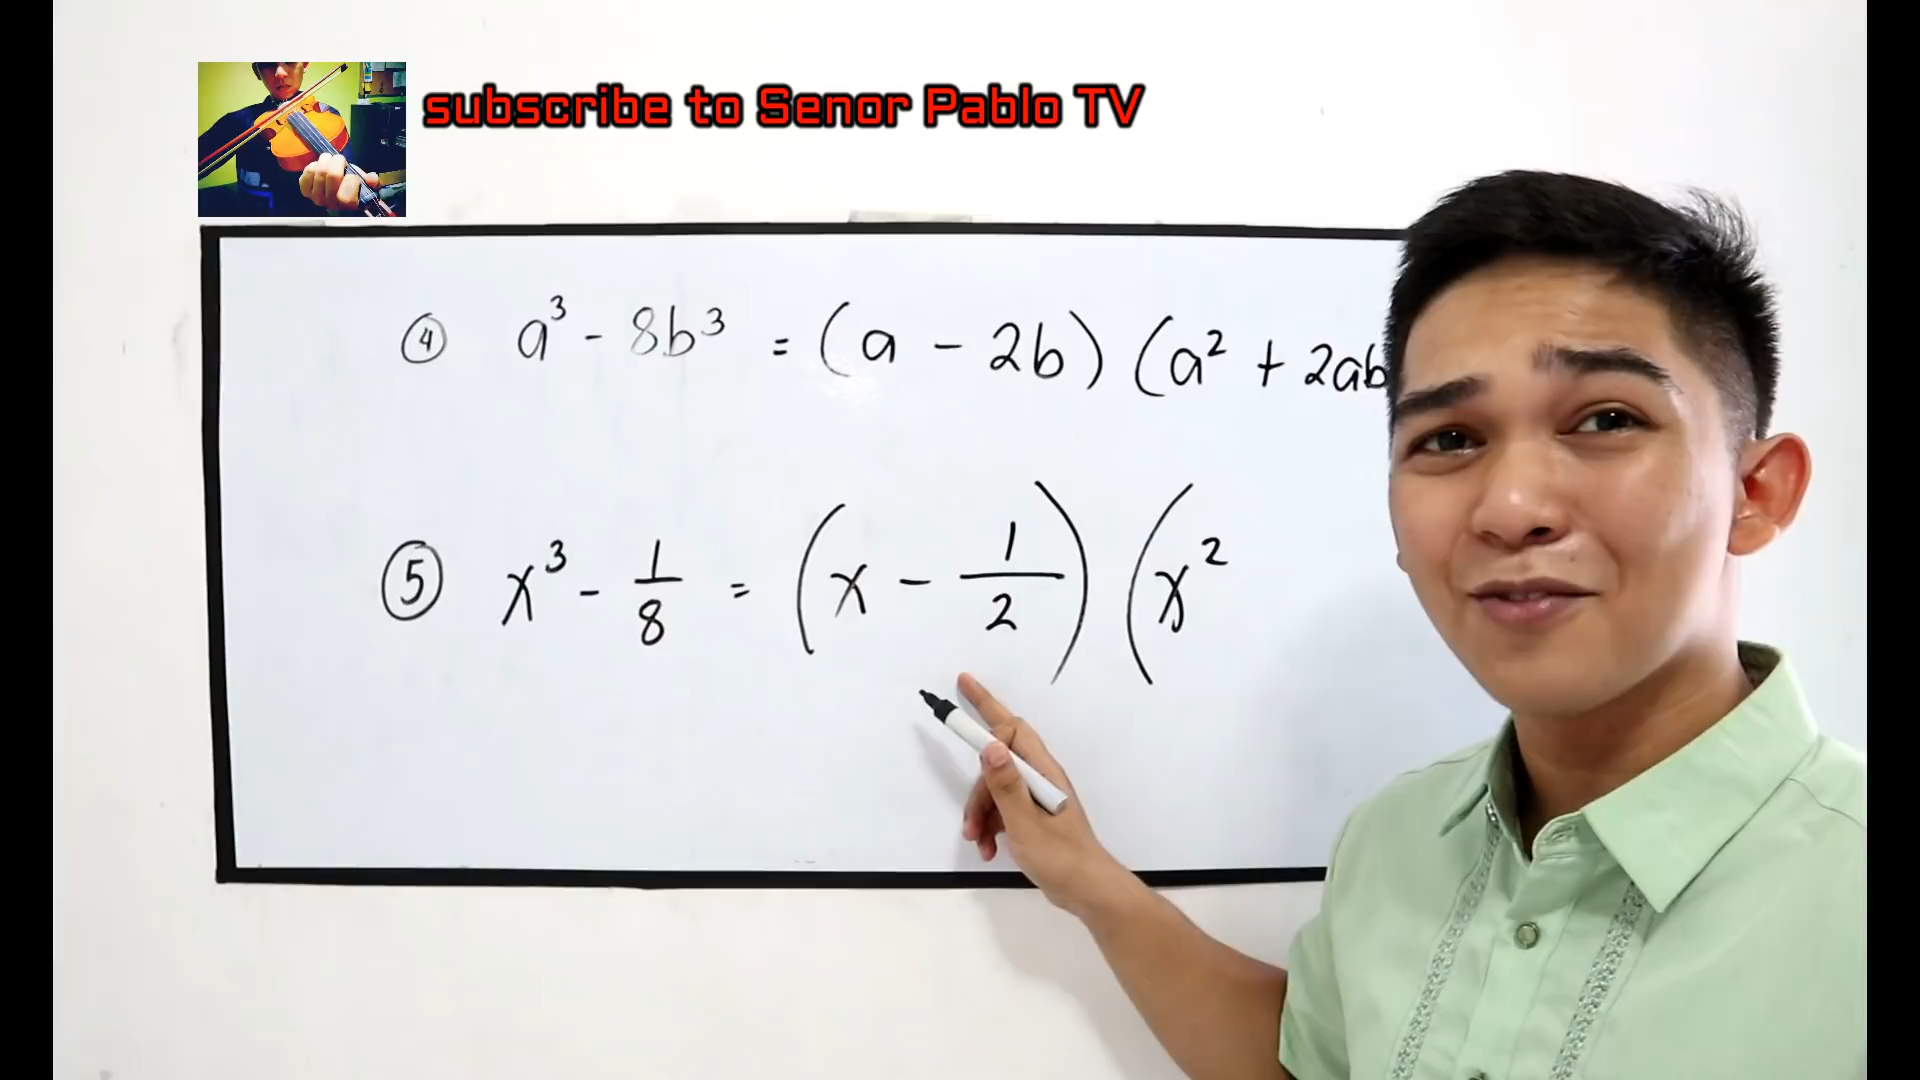 subscribe to Senor Pablo TV
④ a³ - 8b³ = (a - 2b) (a² + 2ab
⑤ x³ - 1/8 = (x - 1/2) (x²